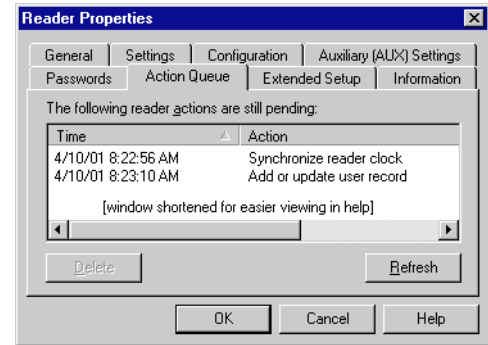 Reader Properties
General Settings Configuration Auxiliary (AUX) Settings
Passwords Action Queue Extended Setup Information
The following reader actions are still pending:
Time Action
4/10/01 8:22:56 AM Synchronize reader clock
4/10/01 8:23:10 AM Add or update user record
[window shortened for easier viewing in help]
Delete Refresh
OK Cancel Help